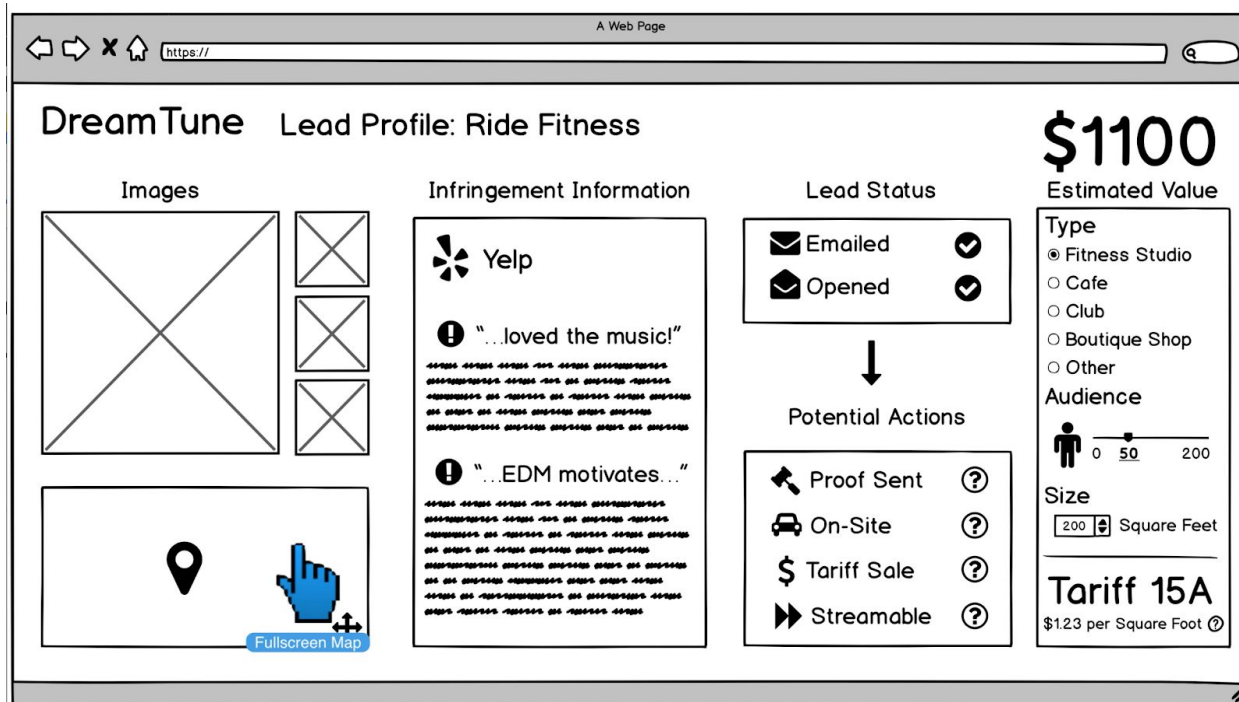 A Web Page
https://
DreamTune
Lead Profile: Ride Fitness
$1100
Images
Infringement Information
Lead Status
Estimated Value
Yelp
"...loved the music!"
"...EDM motivates..."
Emailed
Opened
Potential Actions
Proof Sent
On-Site
Tariff Sale
Streamable
Type
Fitness Studio
Cafe
Club
Boutique Shop
Other
Audience
0 50 200
Size
200 Square Feet
Tariff 15A
$1.23 per Square Foot
Fullscreen Map